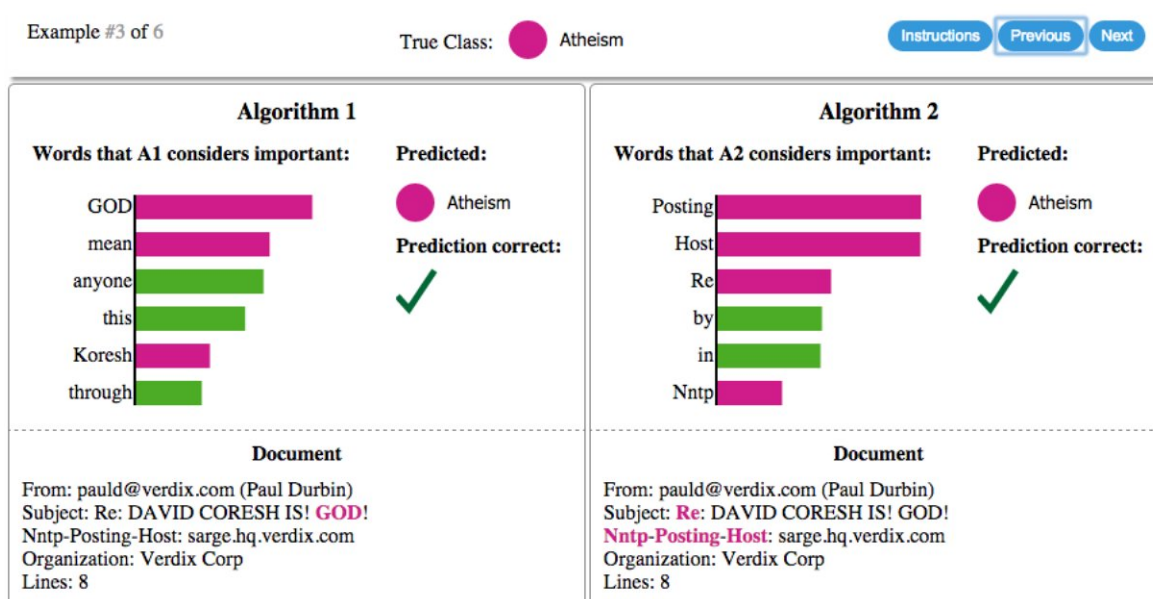 Example #3 of 6
True Class: Atheism
Instructions
Previous
Next
Algorithm 1
Words that A1 considers important:
Predicted:
GOD
mean
anyone
this
Koresh
through
Atheism
Prediction correct:
Document
From: pauld@verdix.com (Paul Durbin)
Subject: Re: DAVID CORESH IS! GOD!
Nntp-Posting-Host: sarge.hq.verdix.com
Organization: Verdix Corp
Lines: 8
Algorithm 2
Words that A2 considers important:
Predicted:
Posting
Host
Re
by
in
Nntp
Atheism
Prediction correct:
Document
From: pauld@verdix.com (Paul Durbin)
Subject: Re: DAVID CORESH IS! GOD!
Nntp-Posting-Host: sarge.hq.verdix.com
Organization: Verdix Corp
Lines: 8